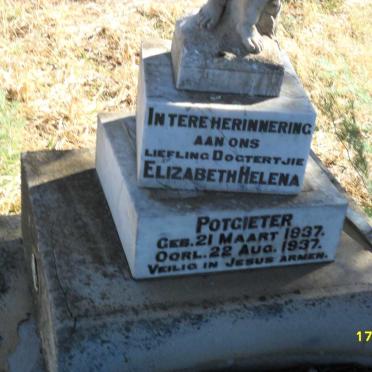 IN TERE HERINNERING
AAN ONS
LIEFLING DOGTERTJIE
ELIZABETH HELENA
POTGIETER
GEB. 21 MAART 1937.
OORL. 22 AUG. 1937.
VEILIG IN JESUS ARMEN.
17